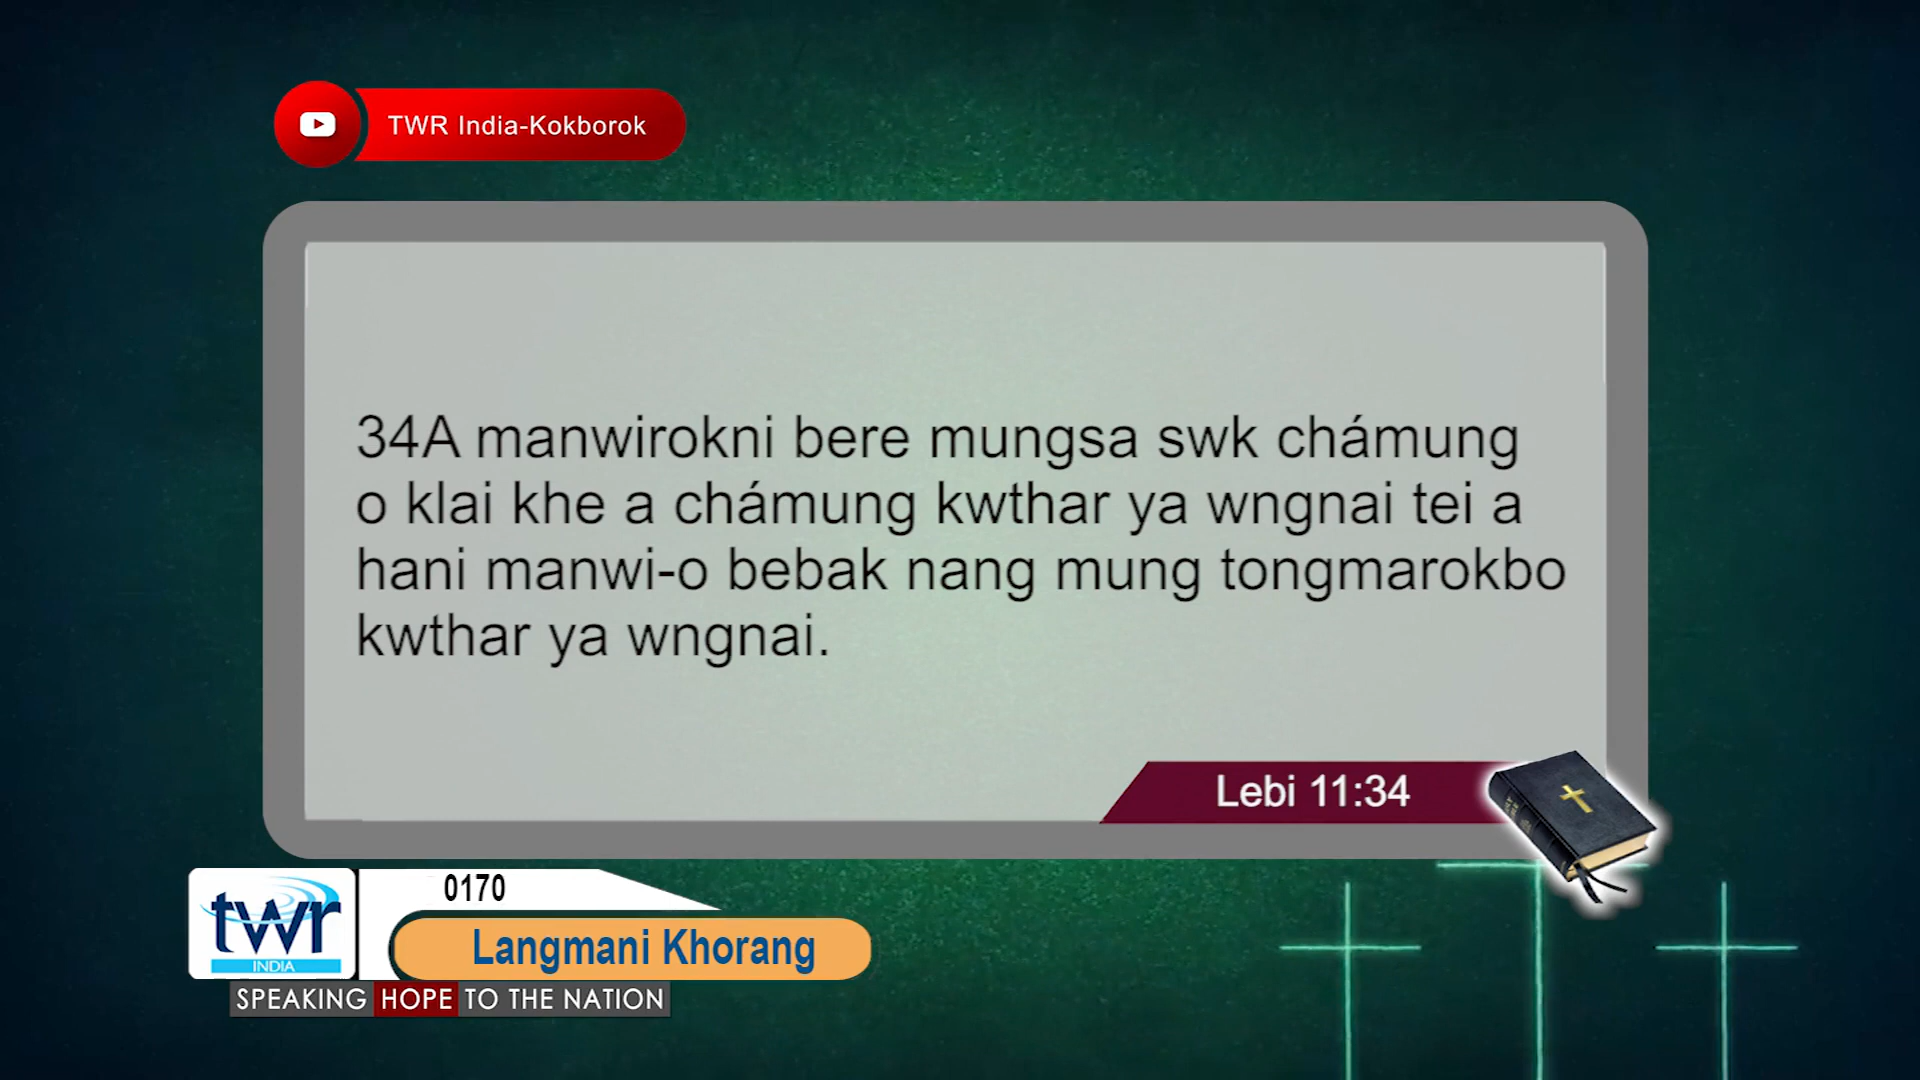 TWR India-Kokborok
34A manwirokni bere mungsa swk chámung
o klai khe a chámung kwthar ya wngnai tei a
hani manwi-o bebak nang mung tongmarokbo
kwthar ya wngnai.
Lebi 11:34
0170
twr
INDIA
Langmani Khorang
SPEAKING HOPE TO THE NATION